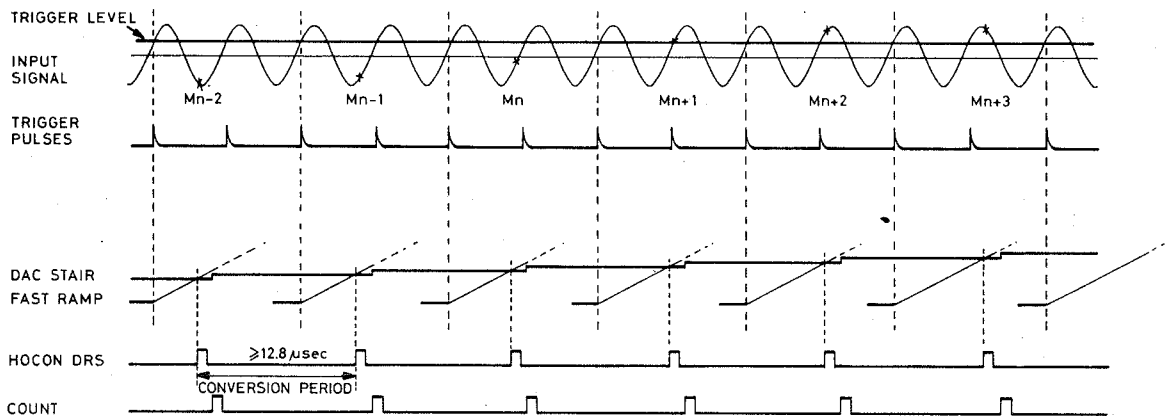 TRIGGER LEVEL
INPUT
SIGNAL
Mn-2 Mn-1 Mn Mn+1 Mn+2 Mn+3
TRIGGER
PULSES
DAC STAIR
FAST RAMP
HOCON DRS
⩾12.8 μsec
CONVERSION PERIOD
COUNT